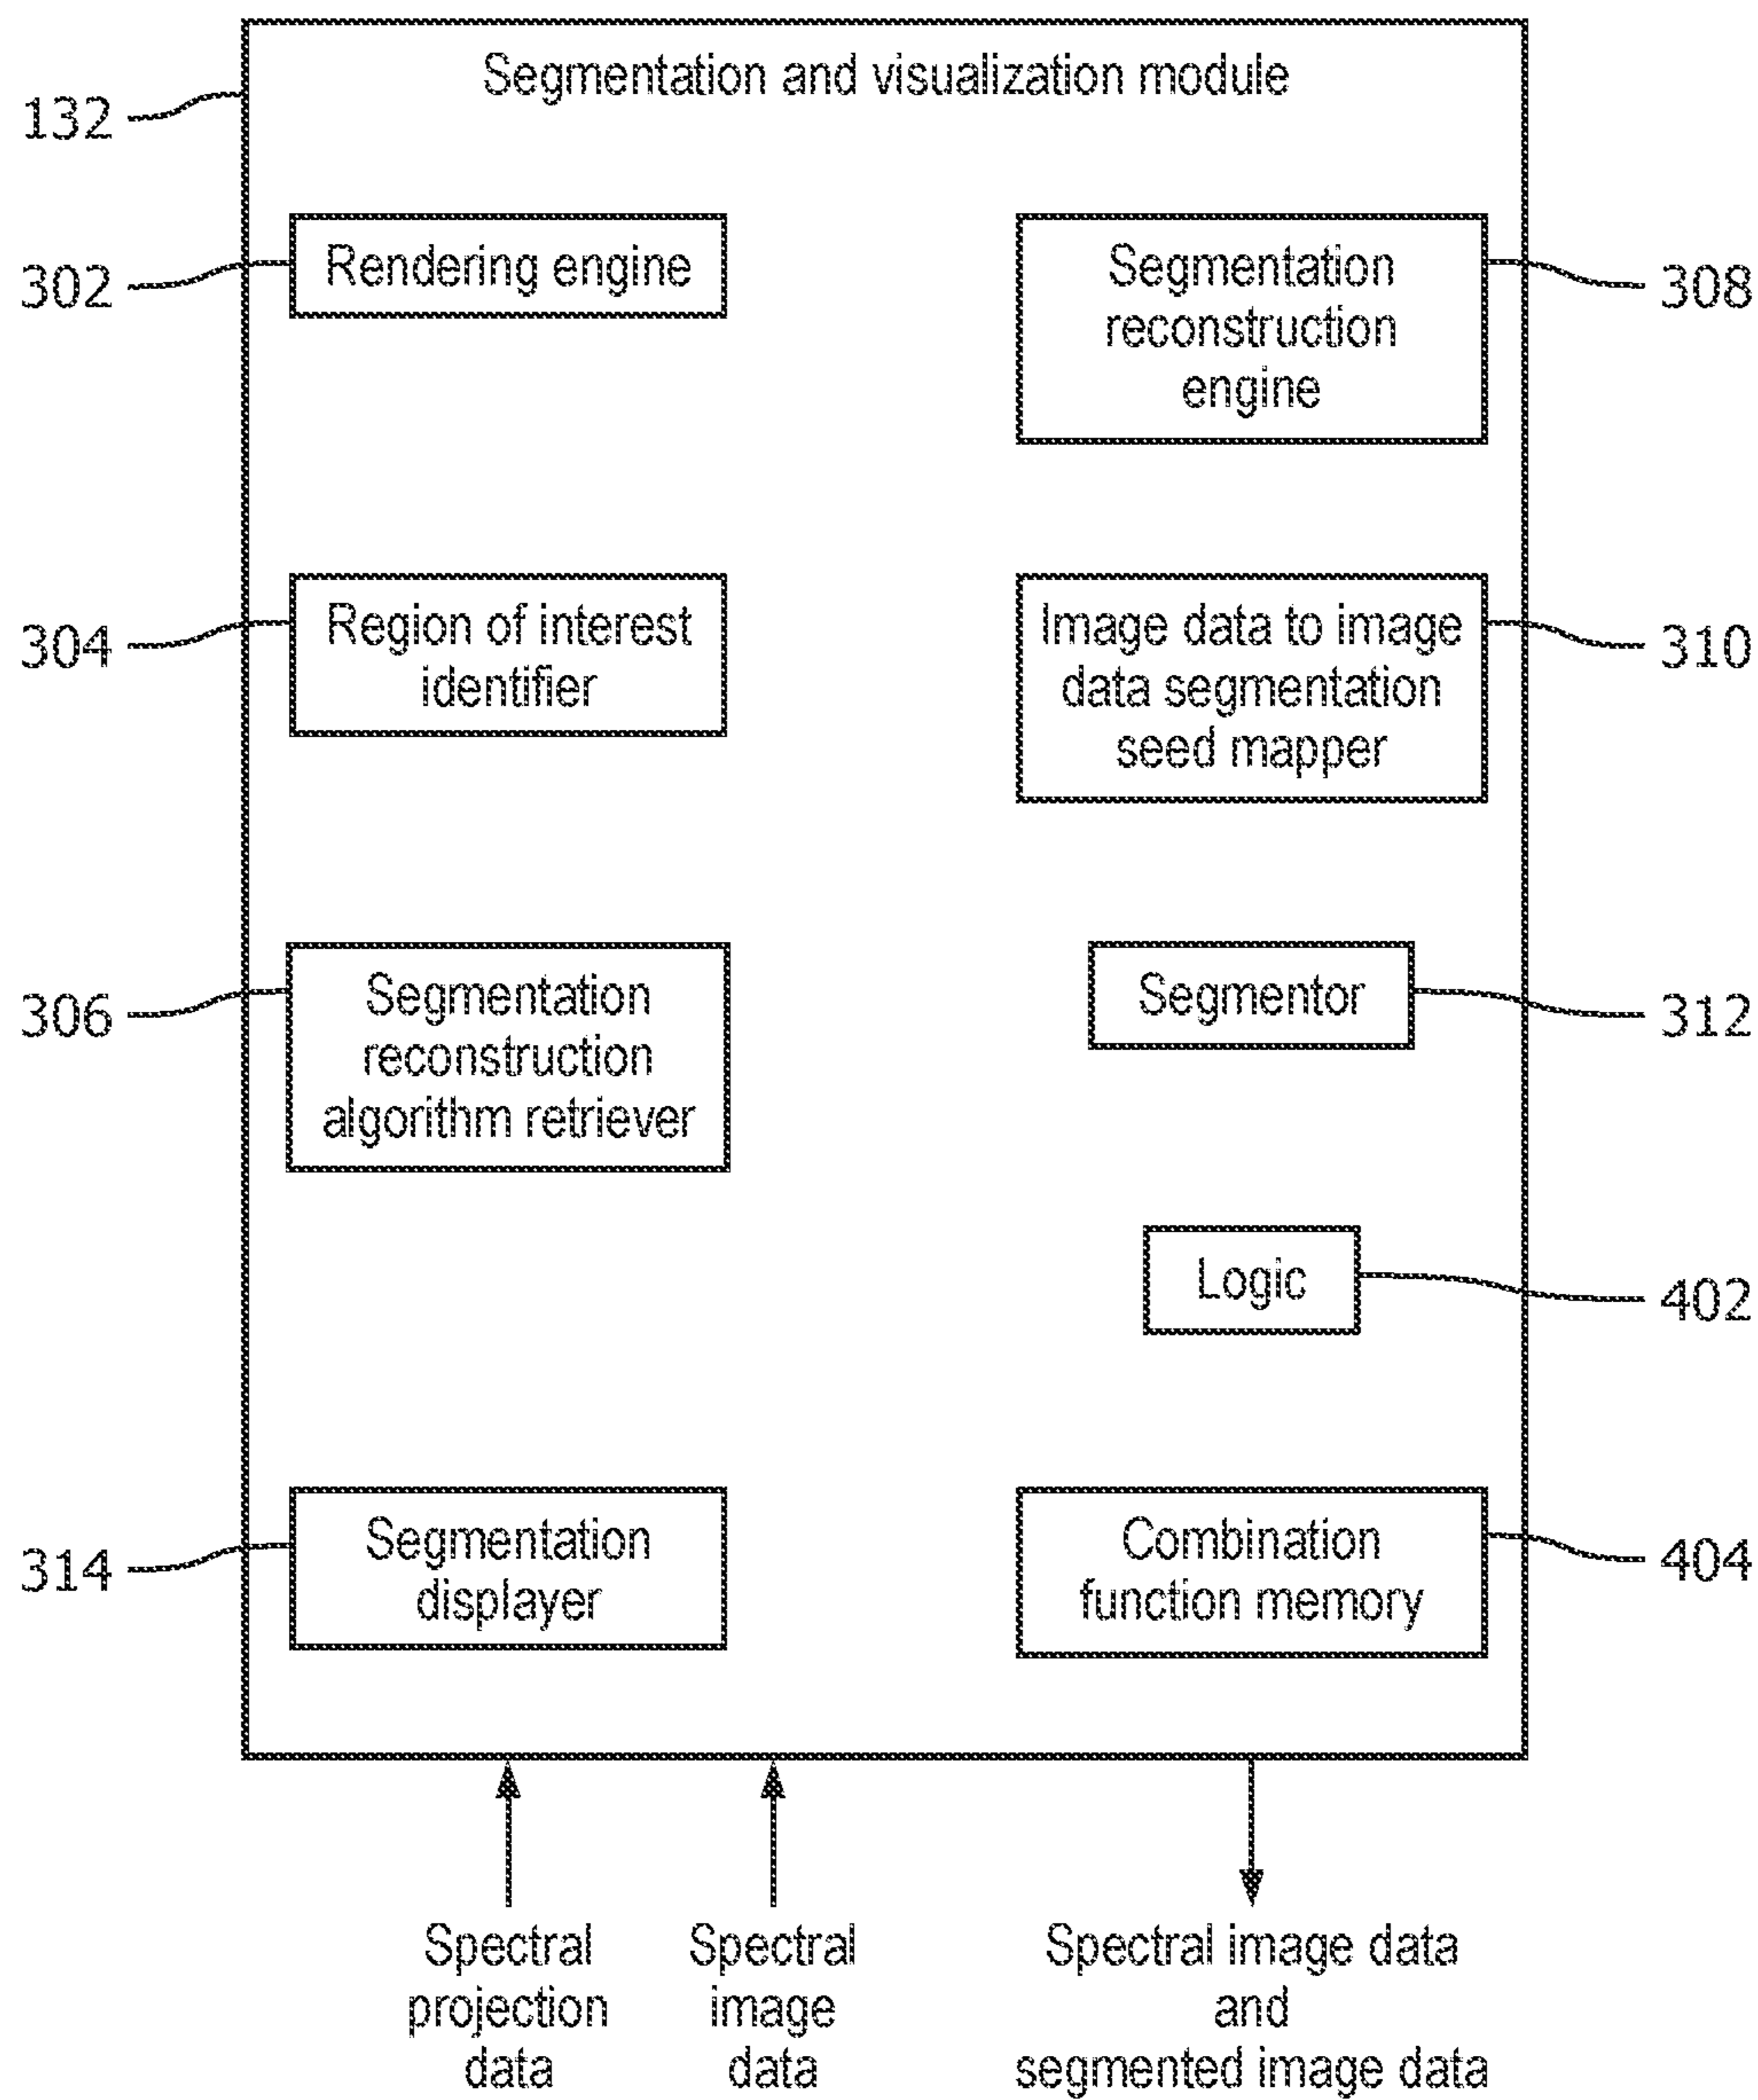 Segmentation and visualization module
132
Rendering engine
302
Segmentation
reconstruction
engine
308
Region of interest
identifier
304
Image data to image
data segmentation
seed mapper
310
Segmentation
reconstruction
algorithm retriever
306
Segmentor
312
Logic
402
Segmentation
displayer
314
Combination
function memory
404
Spectral
projection
data
Spectral
image
data
Spectral image data
and
segmented image data